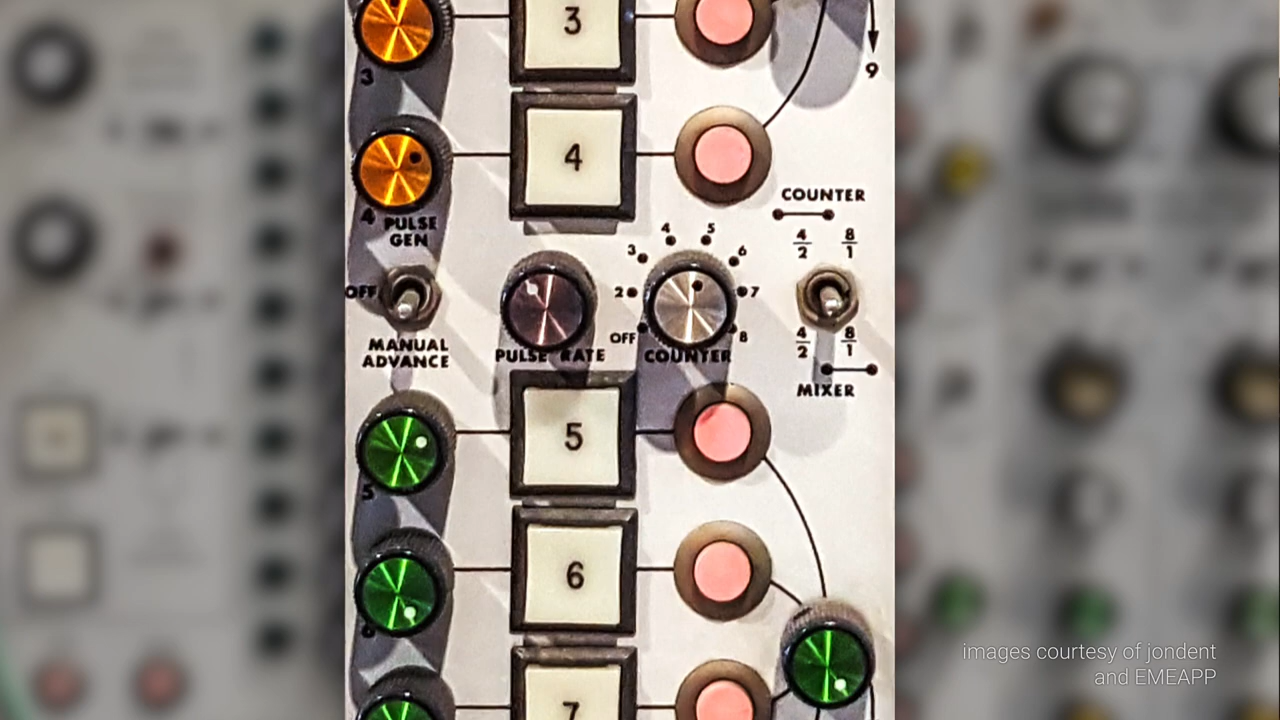 3
3
9
4
4
PULSE
GEN
COUNTER
4/2 8/1
OFF
MANUAL
ADVANCE
PULSE RATE
OFF 2 3 4 5 6 7 8
COUNTER
4/2 8/1
MIXER
5
5
6
6
7
images courtesy of jondent
and EMEAPP